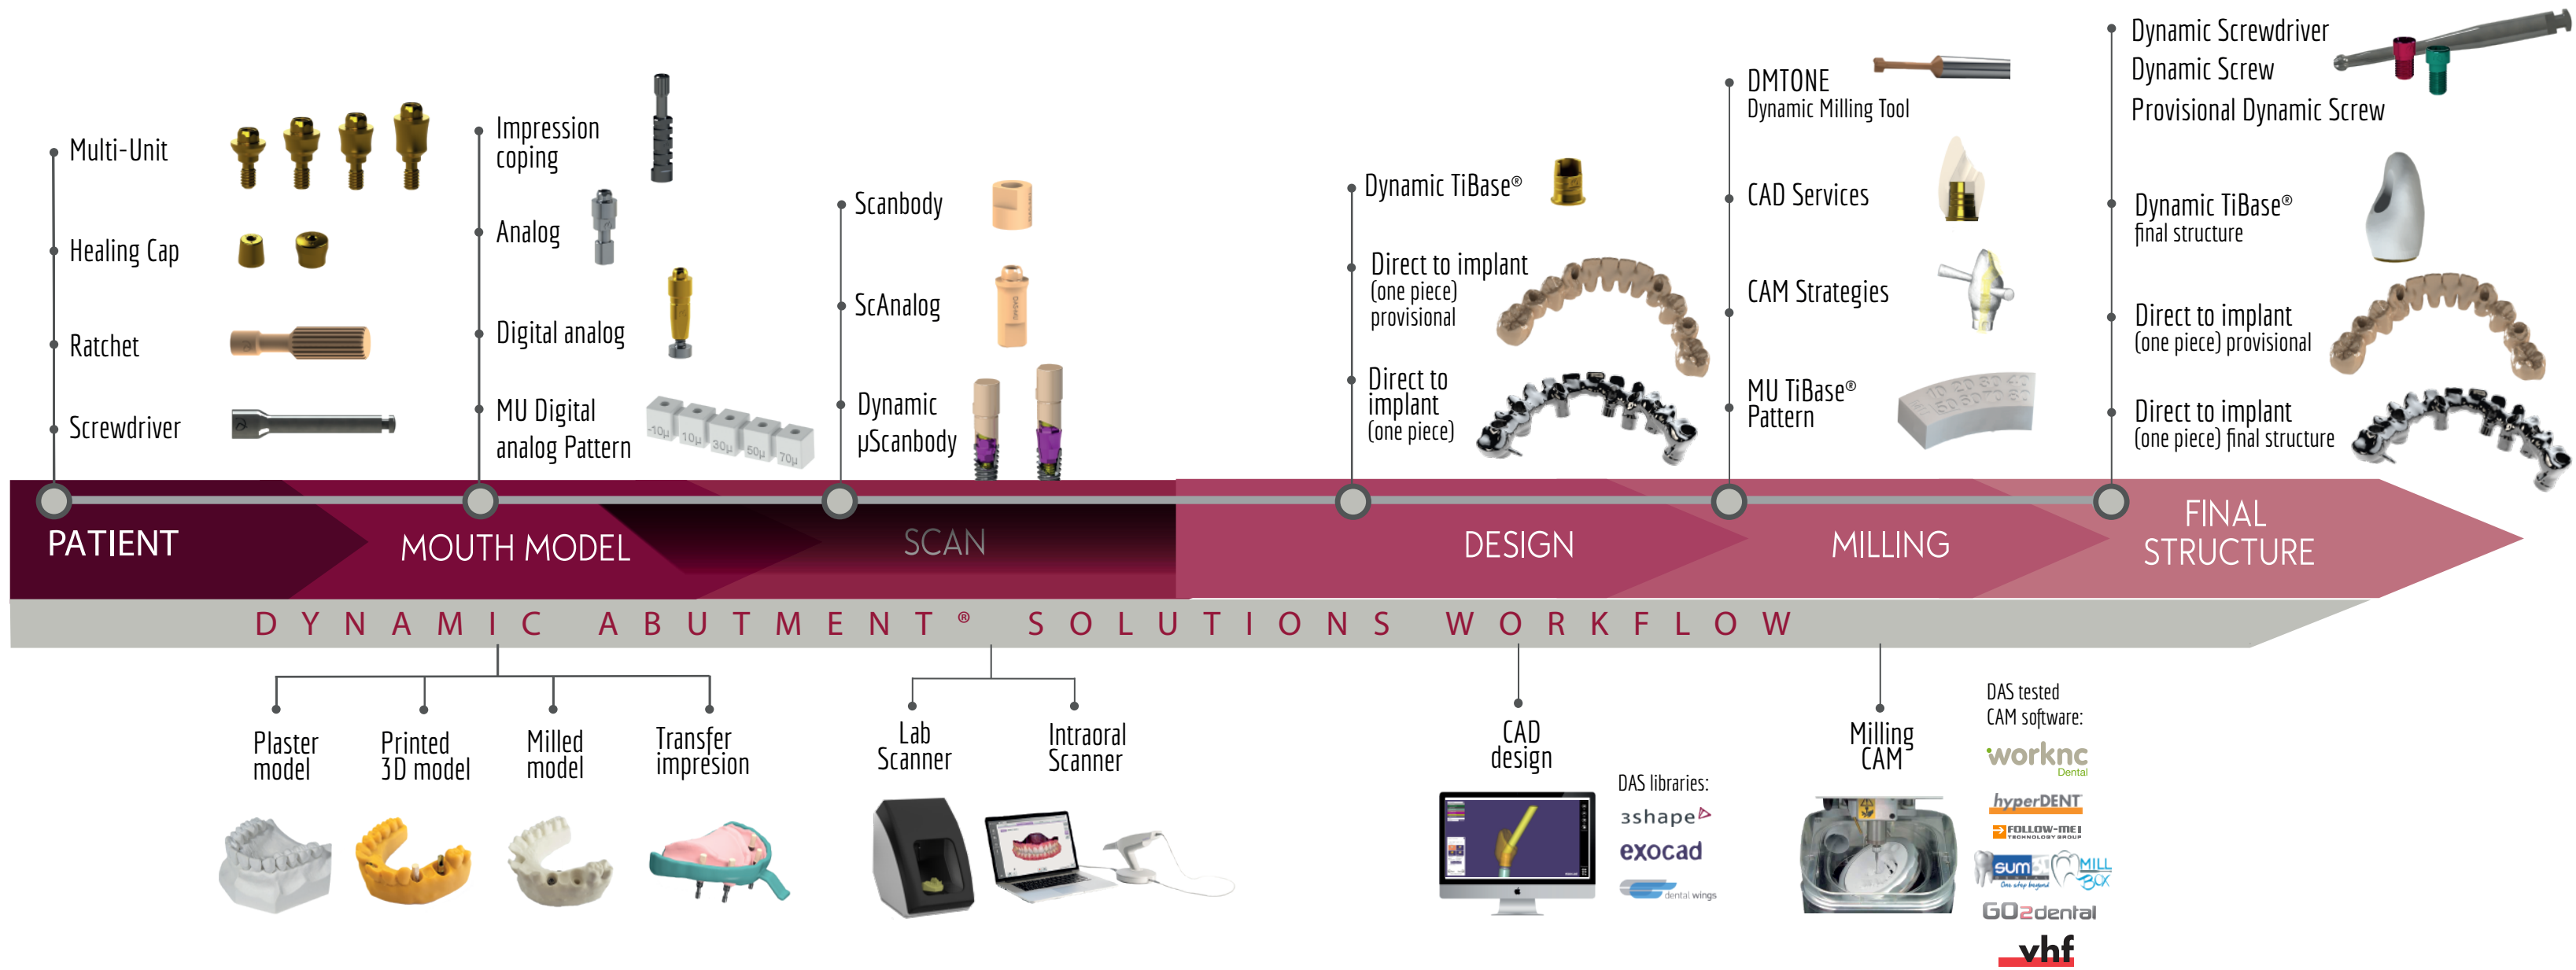 Multi-Unit
Healing Cap
Ratchet
Screwdriver
Impression
coping
Analog
Digital analog
MU Digital
analog Pattern
-10µ 10µ 30µ 50µ 70µ
Scanbody
ScAnalog
Dynamic
µScanbody
Dynamic TiBase®
Direct to implant
(one piece)
provisional
Direct to
implant
(one piece)
DMTONE
Dynamic Milling Tool
CAD Services
CAM Strategies
MU TiBase®
Pattern
Dynamic Screwdriver
Dynamic Screw
Provisional Dynamic Screw
Dynamic TiBase®
final structure
Direct to implant
(one piece) provisional
Direct to implant
(one piece) final structure
PATIENT
MOUTH MODEL
SCAN
DESIGN
MILLING
FINAL
STRUCTURE
DYNAMIC ABUTMENT® SOLUTIONS WORKFLOW
Plaster
model
Printed
3D model
Milled
model
Transfer
impresion
Lab
Scanner
Intraoral
Scanner
CAD
design
DAS libraries:
3shape
exocad
dental wings
Milling
CAM
DAS tested
CAM software:
worknc
Dental
hyperDENT
FOLLOW-ME!
TECHNOLOGY GROUP
sum
One step beyond
MILL
BOX
GO2dental
vhf